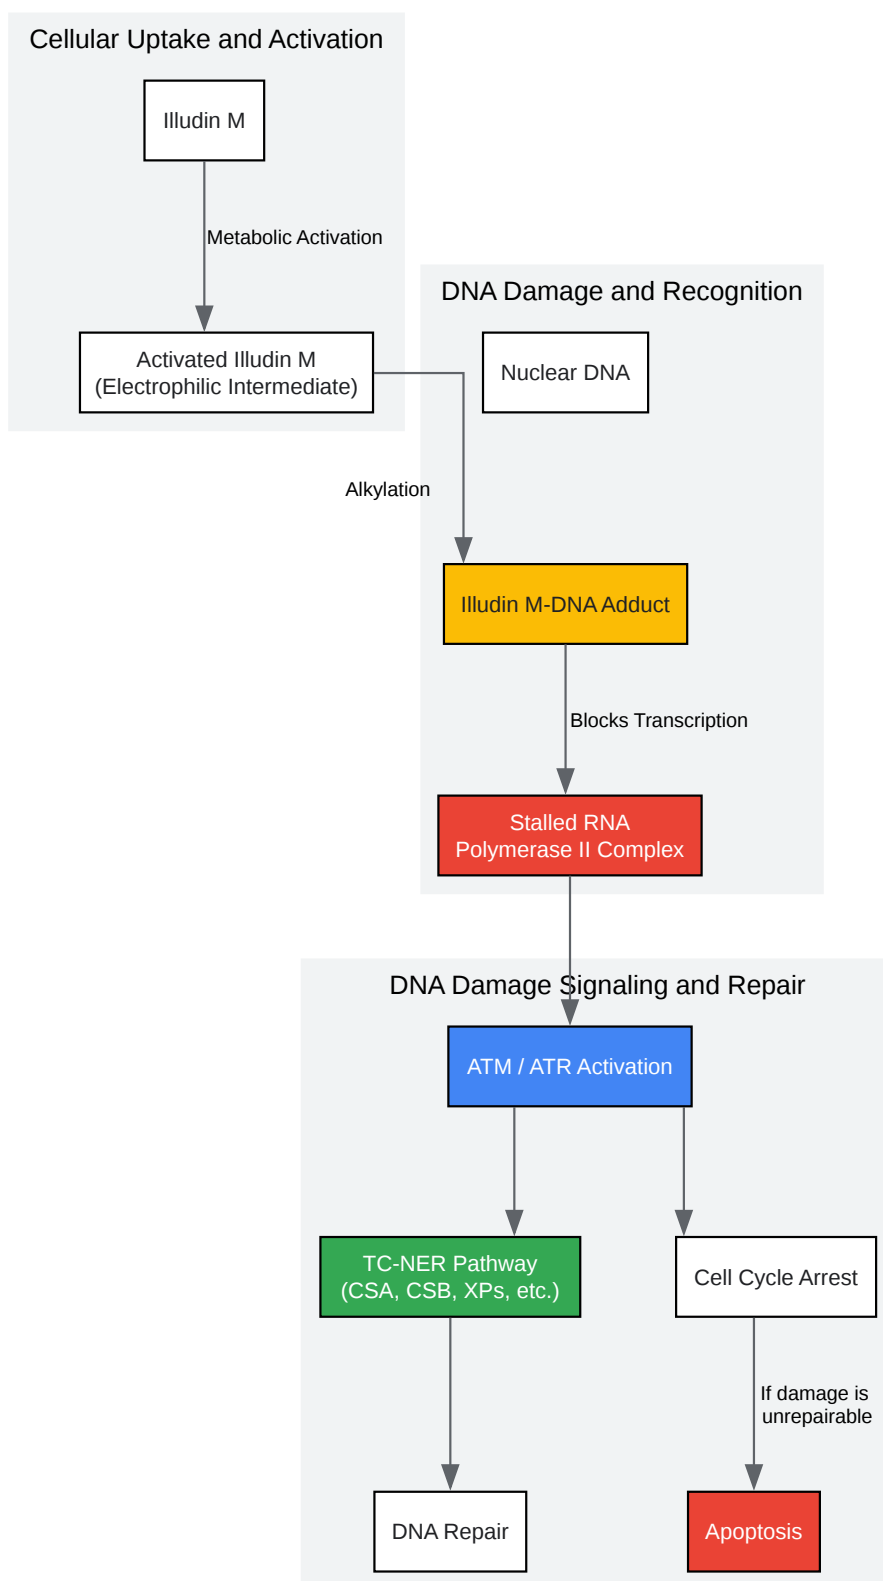 Cellular Uptake and Activation
Illudin M
Metabolic Activation
Activated Illudin M
(Electrophilic Intermediate)
DNA Damage and Recognition
Nuclear DNA
Alkylation
Illudin M-DNA Adduct
Blocks Transcription
Stalled RNA
Polymerase II Complex
DNA Damage Signaling and Repair
ATM / ATR Activation
TC-NER Pathway
(CSA, CSB, XPs, etc.)
Cell Cycle Arrest
If damage is
unrepairable
DNA Repair
Apoptosis